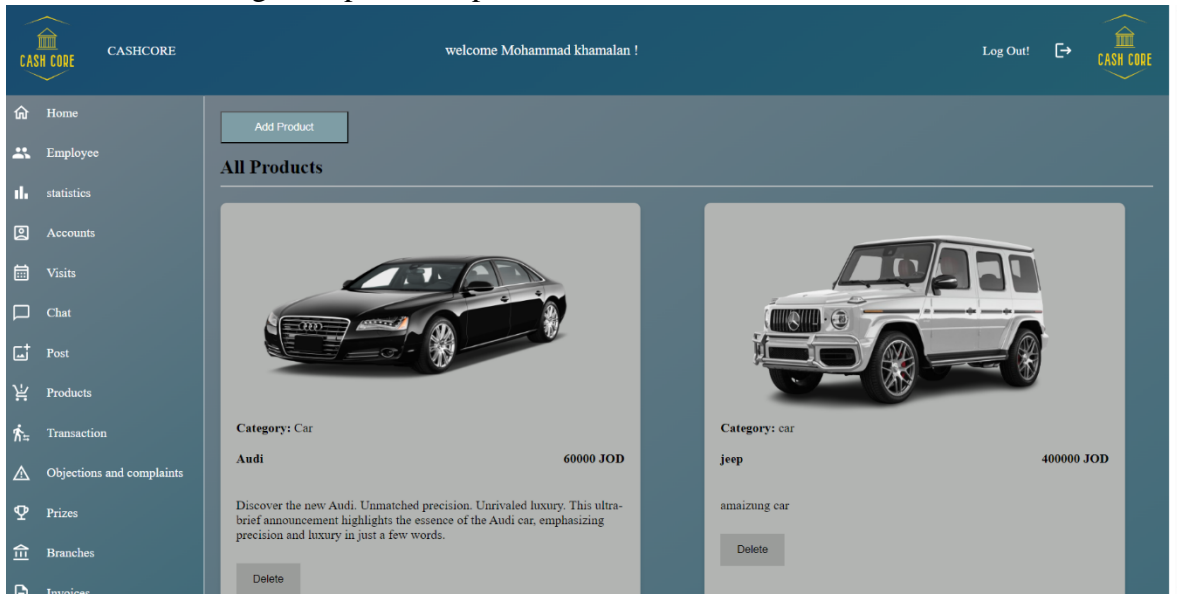 CASH CORE
CASHCORE
welcome Mohammad khamalan !
Log Out!
CASH CORE
Home
Employee
statistics
Accounts
Visits
Chat
Post
Products
Transaction
Objections and complaints
Prizes
Branches
Invoices
Add Product
All Products
Category: Car
Audi 60000 JOD
Discover the new Audi. Unmatched precision. Unrivaled luxury. This ultra-
brief announcement highlights the essence of the Audi car, emphasizing
precision and luxury in just a few words.
Delete
Category: car
jeep 400000 JOD
amaizung car
Delete